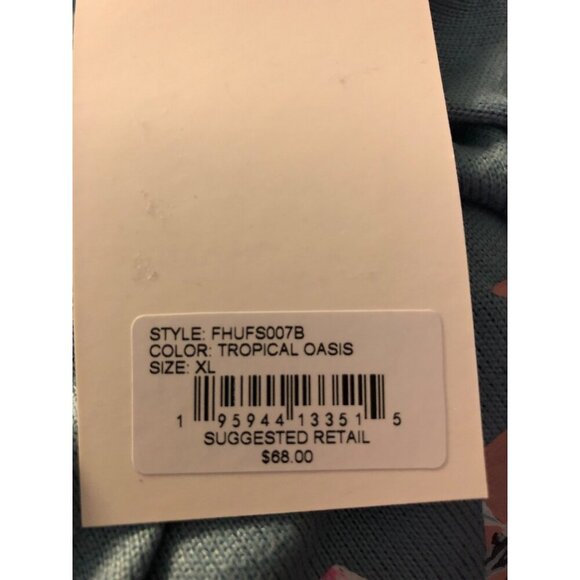 STYLE: FHUFS007B
COLOR: TROPICAL OASIS
SIZE: XL
1 95944 13351 5
SUGGESTED RETAIL
$68.00